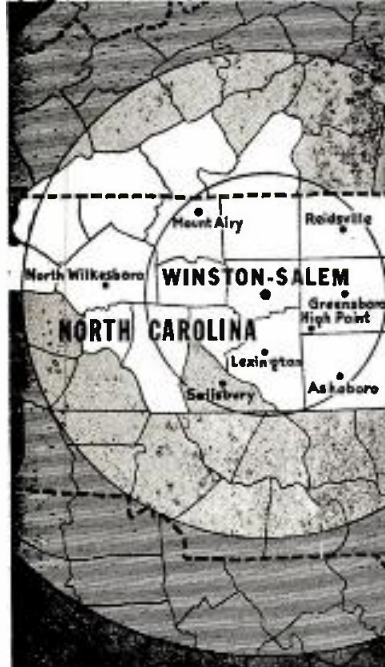 Mount Airy
Reidsville
North Wilkesboro
WINSTON-SALEM
Greensboro
High Point
NORTH CAROLINA
Lexington
Salisbury
Asheboro